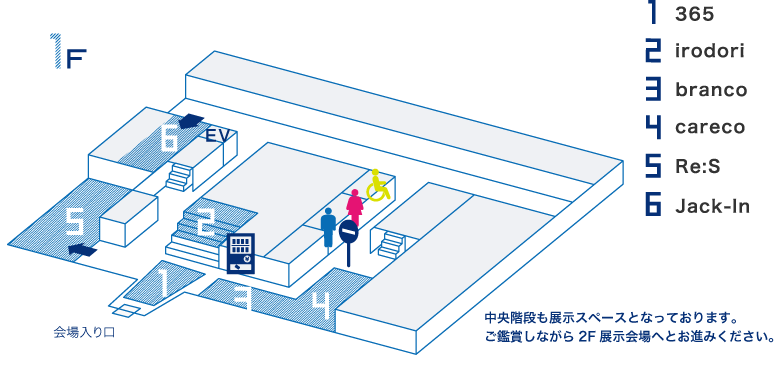 1F
1 365
2 irodori
3 branco
4 careco
5 Re:S
6 Jack-In
6
EV
5
2
1
3
4
会場入り口
中央階段も展示スペースとなっております。
ご鑑賞しながら 2F 展示会場へとお進みください。